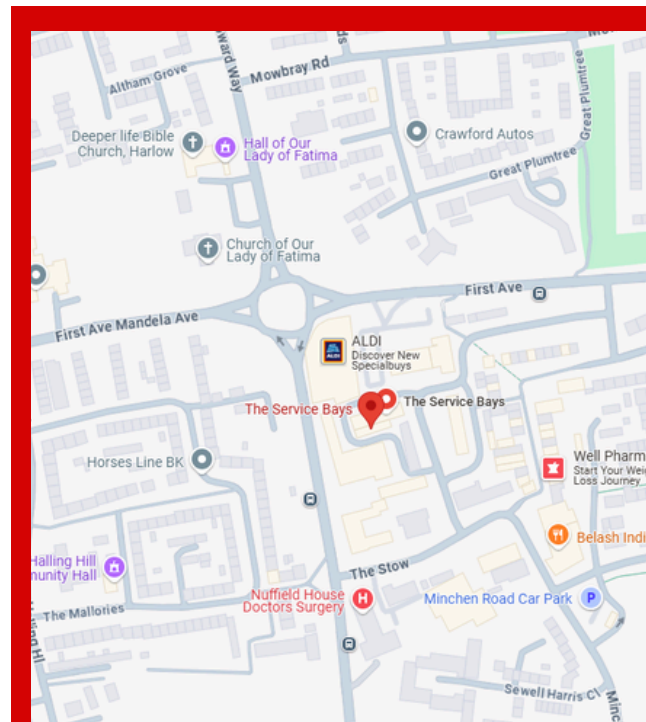 Altham Grove
Mowbray Rd
Deeper life Bible
Church, Harlow
Hall of Our
Lady of Fatima
Crawford Autos
Great Plumtree
Great Plumtree
Church of Our
Lady of Fatima
First Ave
First Ave Mandela Ave
ALDI
ALDI
Discover New
Specialbuys
The Service Bays
The Service Bays
Horses Line BK
Well Pharm
Start Your Wei
Loss Journey
Belash Indi
Halling Hill
munity Hall
The Stow
The Mallories
Nuffield House
Doctors Surgery
H
Minchen Road Car Park
P
Sewell Harris Cl